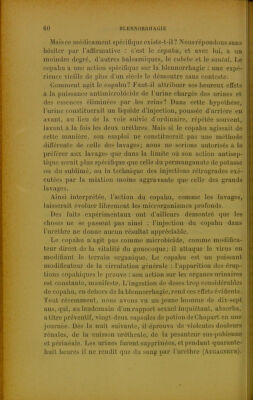 60 BLENNORRHAGIE
Mais ce médicament spécifique existe-t-il ? Nous répondons sans
hésiter par l'affirmative : c'est le copahu, et avec lui, à un
moindre degré, d'autres balsamiques, le cubèbe et le santal. Le
copahu a une action spécifique sur la blennorrhagie : une expé-
rience vieille de plus d'un siècle le démontre sans conteste.
Comment agit le copahu? Faut-il attribuer ses heureux effets
à la puissance antimicrobicide de l'urine chargée des urines et
des essences éliminées par les reins? Dans cette hypothèse,
l'urine constituerait un liquide d'injection, poussée d'arrière en
avant, au lieu de la voie suivie d'ordinaire, répétée souvent,
lavant à la fois les deux urèthres. Mais si le copahu agissait de
cette manière, son emploi ne constituerait pas une méthode
différente de celle des lavages; nous ne serions autorisés à la
préférer aux lavages que dans la limite où son action antisep-
tique serait plus spécifique que celle du permanganate de potasse
ou du sublimé, ou la technique des injections rétrogrades exé-
cutées par la miction moins aggravante que celle des grands
lavages.
Ainsi interprétée, l'action du copahu, comme les lavages,
laisserait évoluer librement les microorganismes profonds.
Des faits expérimentaux ont d'ailleurs démontré que les
choses ne se passent pas ainsi : l'injection du copahu dans
l'urèthre ne donne aucun résultat appréciable.
Le copahu n'agit pas comme microbicide, comme modifica-
teur direct de la vitalité du gonocoque; il attaque le virus en
modifiant le terrain organique. Le copahu est un puissant
modificateur de la circulation générale : l'apparition des érup-
tions copahiques le prouve ; son action sur les organes urinaires
est constante, manifeste. L'ingestion de doses trop considérables
de copahu, en dehors de la blennorrhagie, rend ces effets évidents.
Tout récemment, nous avons vu un jeune homme de dix-sept
ans, qui, au lendemain d'un rapport sexuel inquiétant, absorba,
à titre préventif, vingt-deux capsules de potion de Chopart en une
journée. Dès la nuit suivante, il éprouva de violentes douleurs
rénales, de la cuisson uréthrale, de la pesanteur sus-pubienne
et périnéale. Les urines furent supprimées, et pendant quarante-
huit heures il ne rendit que du sang par l'urèthre